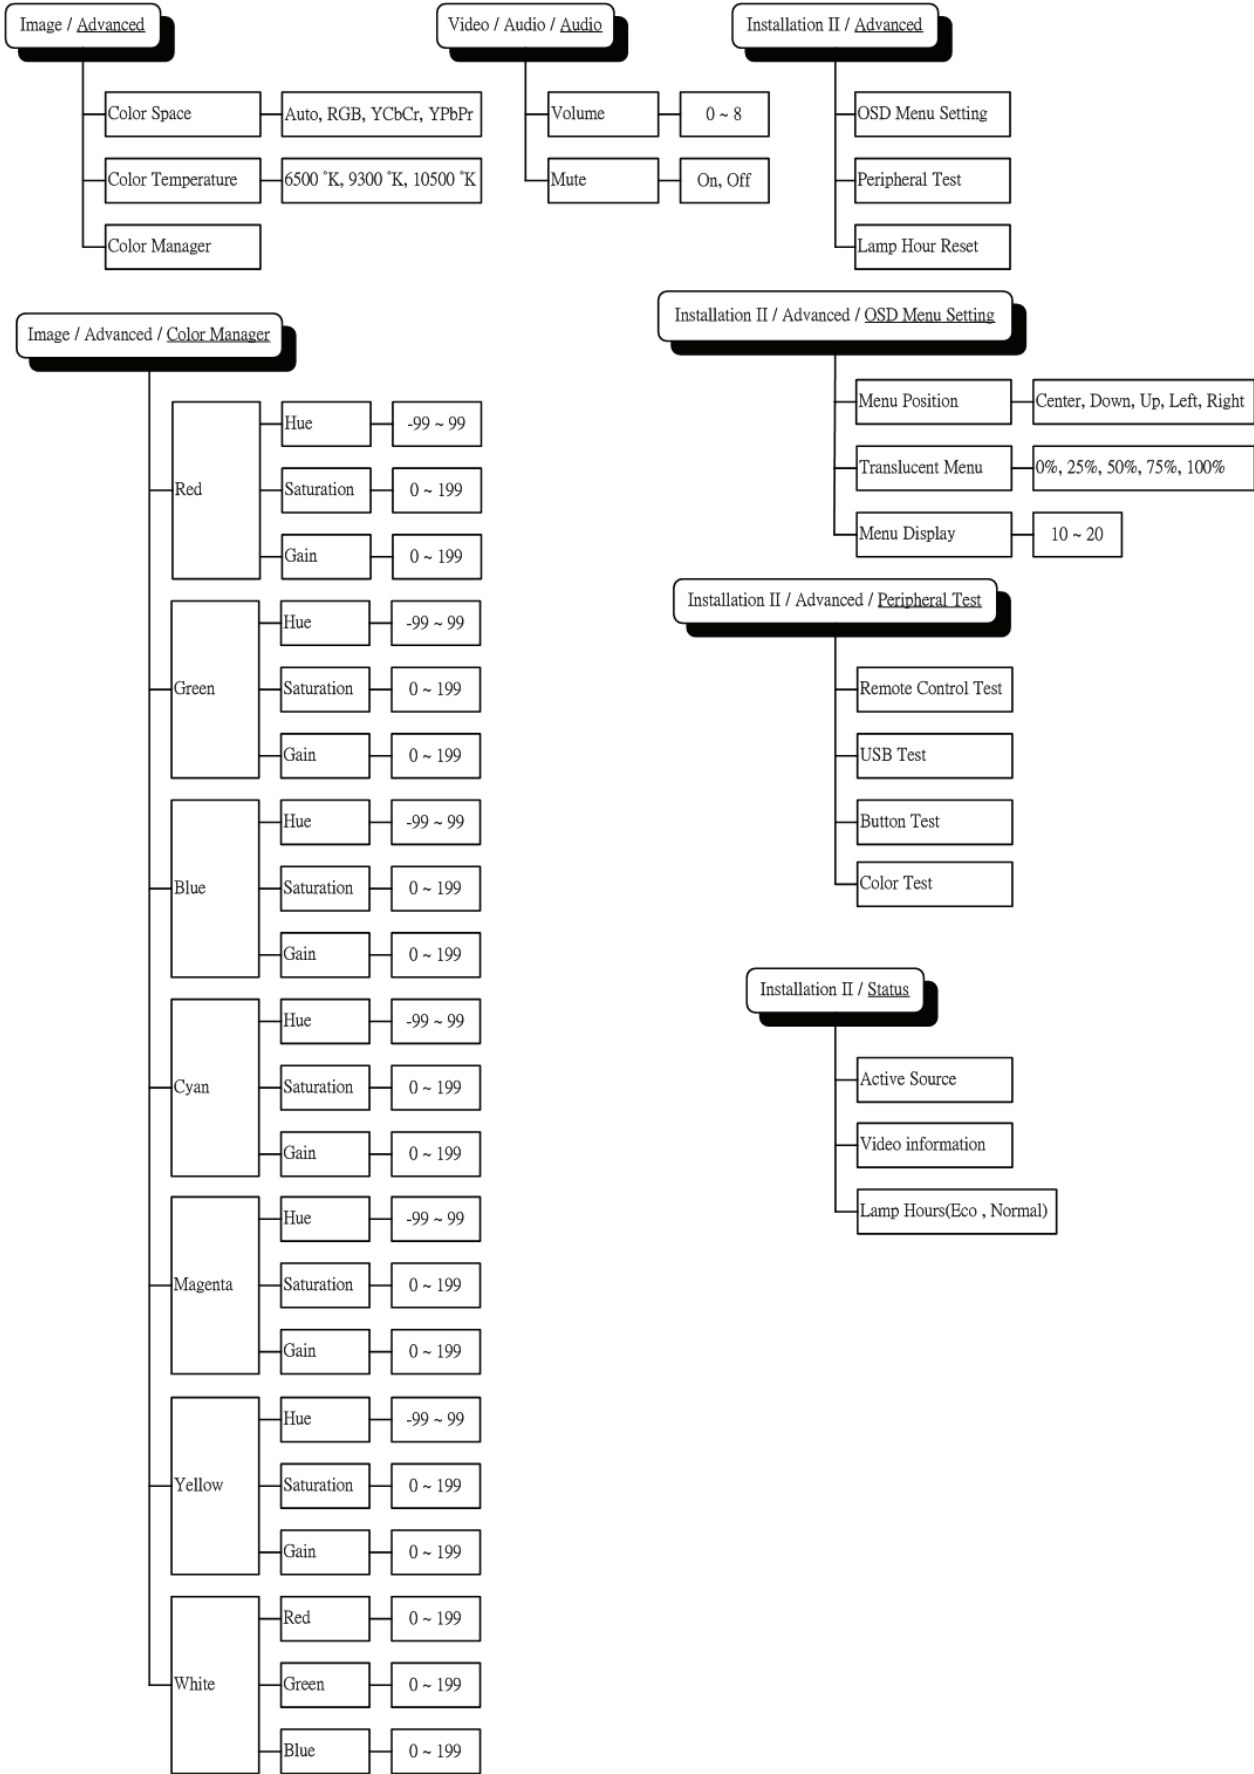 Image / Advanced
Color Space
Auto, RGB, YCbCr, YPbPr
Color Temperature
6500 °K, 9300 °K, 10500 °K
Color Manager
Video / Audio / Audio
Volume
0 ~ 8
Mute
On, Off
Installation II / Advanced
OSD Menu Setting
Peripheral Test
Lamp Hour Reset
Image / Advanced / Color Manager
Red
Hue
-99 ~ 99
Saturation
0 ~ 199
Gain
0 ~ 199
Green
Hue
-99 ~ 99
Saturation
0 ~ 199
Gain
0 ~ 199
Blue
Hue
-99 ~ 99
Saturation
0 ~ 199
Gain
0 ~ 199
Cyan
Hue
-99 ~ 99
Saturation
0 ~ 199
Gain
0 ~ 199
Magenta
Hue
-99 ~ 99
Saturation
0 ~ 199
Gain
0 ~ 199
Yellow
Hue
-99 ~ 99
Saturation
0 ~ 199
Gain
0 ~ 199
White
Red
0 ~ 199
Green
0 ~ 199
Blue
0 ~ 199
Installation II / Advanced / OSD Menu Setting
Menu Position
Center, Down, Up, Left, Right
Translucent Menu
0%, 25%, 50%, 75%, 100%
Menu Display
10 ~ 20
Installation II / Advanced / Peripheral Test
Remote Control Test
USB Test
Button Test
Color Test
Installation II / Status
Active Source
Video information
Lamp Hours(Eco , Normal)